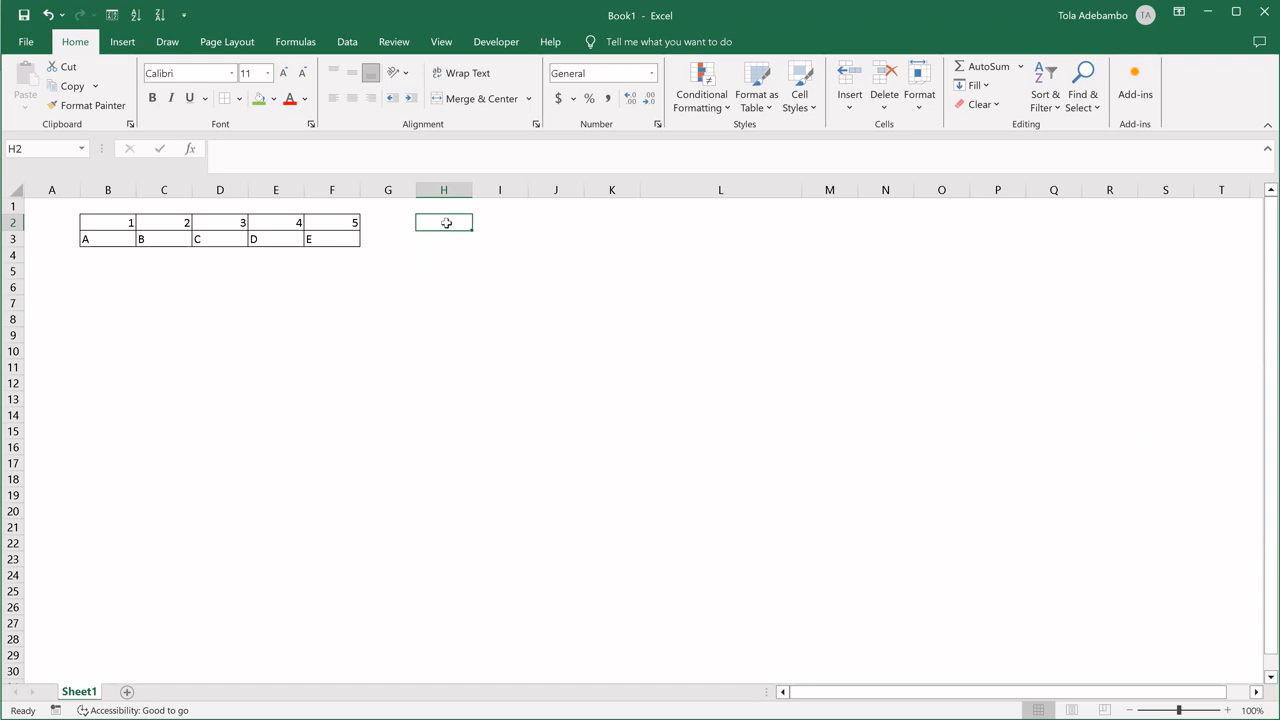 Book1 - Excel
Tola Adebambo TA
File Home Insert Draw Page Layout Formulas Data Review View Developer Help Tell me what you want to do
Paste
Cut
Copy
Format Painter
Clipboard
Calibri 11 A A
B I U A
Font
Wrap Text
Merge & Center
Alignment
General
$ % ,
Number
Conditional Formatting
Format as Table
Cell Styles
Styles
Insert
Delete
Format
Cells
AutoSum
Fill
Clear
Sort & Filter
Find & Select
Editing
Add-ins
Add-ins
H2 fx
A B C D E F G H I J K L M N O P Q R S T
1
2 1 2 3 4 5
3 A B C D E
4
5
6
7
8
9
10
11
12
13
14
15
16
17
18
19
20
21
22
23
24
25
26
27
28
29
30
Sheet1
Ready Accessibility: Good to go 100%